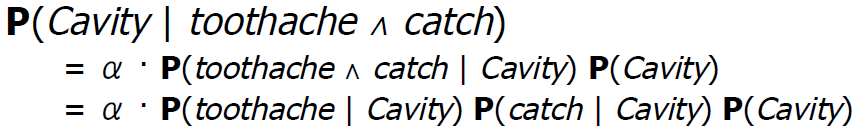 P(Cavity | toothache ∧ catch)
= α · P(toothache ∧ catch | Cavity) P(Cavity)
= α · P(toothache | Cavity) P(catch | Cavity) P(Cavity)